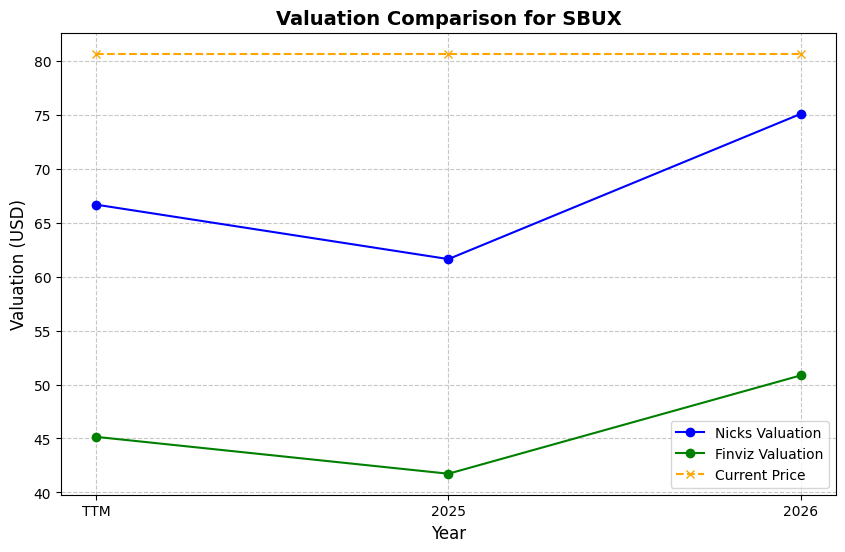 Valuation Comparison for SBUX
Valuation (USD)
80
75
70
65
60
55
50
45
40
TTM
2025
2026
Year
Nicks Valuation
Finviz Valuation
Current Price